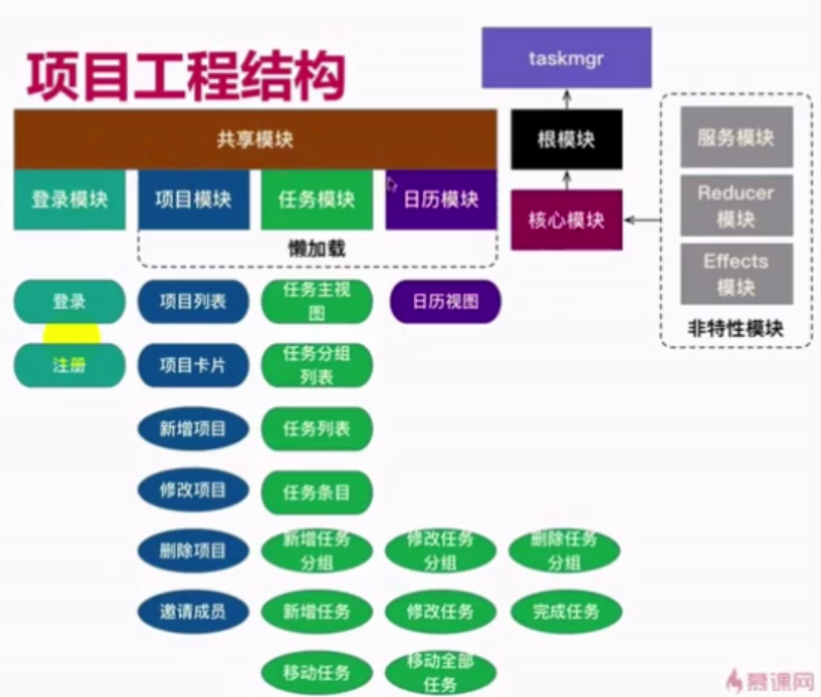 taskmgr
项目工程结构
共享模块
根模块
服务模块
登录模块
项目模块
任务模块
日历模块
核心模块
Reducer
模块
懒加载
Effects
模块
非特性模块
登录
项目列表
任务主视
图
日历视图
注册
项目卡片
任务分组
列表
新增项目
任务列表
修改项目
任务条目
删除项目
新增任务
分组
修改任务
分组
删除任务
分组
邀请成员
新增任务
修改任务
完成任务
移动任务
移动全部
任务
慕课网